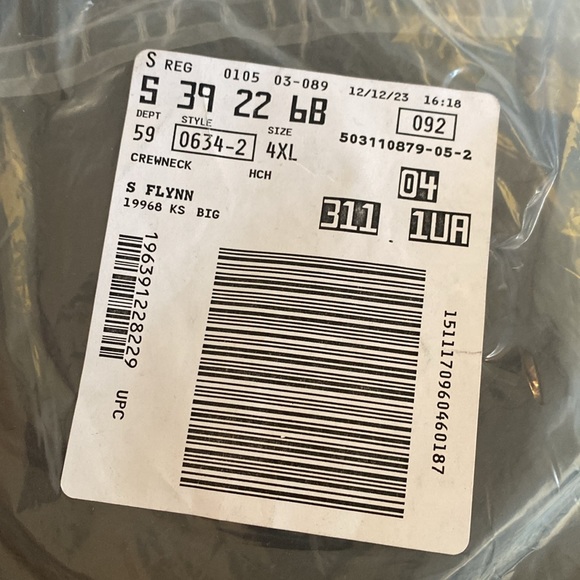 S REG 0105 03-089 12/12/23 16:18
S 39 22 6B 092
DEPT STYLE SIZE 503110879-05-2
59 0634-2 4XL
CREWNECK HCH 04
S FLYNN 311 1UA
19968 KS BIG
196391228229 UPC
1511170960460187